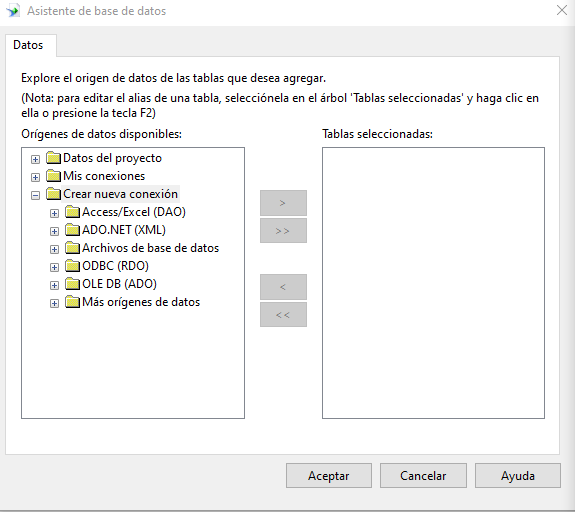 Asistente de base de datos
Datos
Explore el origen de datos de las tablas que desea agregar.
(Nota: para editar el alias de una tabla, selecciónela en el árbol 'Tablas seleccionadas' y haga clic en
ella o presione la tecla F2)
Orígenes de datos disponibles:
Tablas seleccionadas:
Datos del proyecto
Mis conexiones
Crear nueva conexión
Access/Excel (DAO)
ADO.NET (XML)
Archivos de base de datos
ODBC (RDO)
OLE DB (ADO)
Más orígenes de datos
>
>>
<
<<
Aceptar
Cancelar
Ayuda